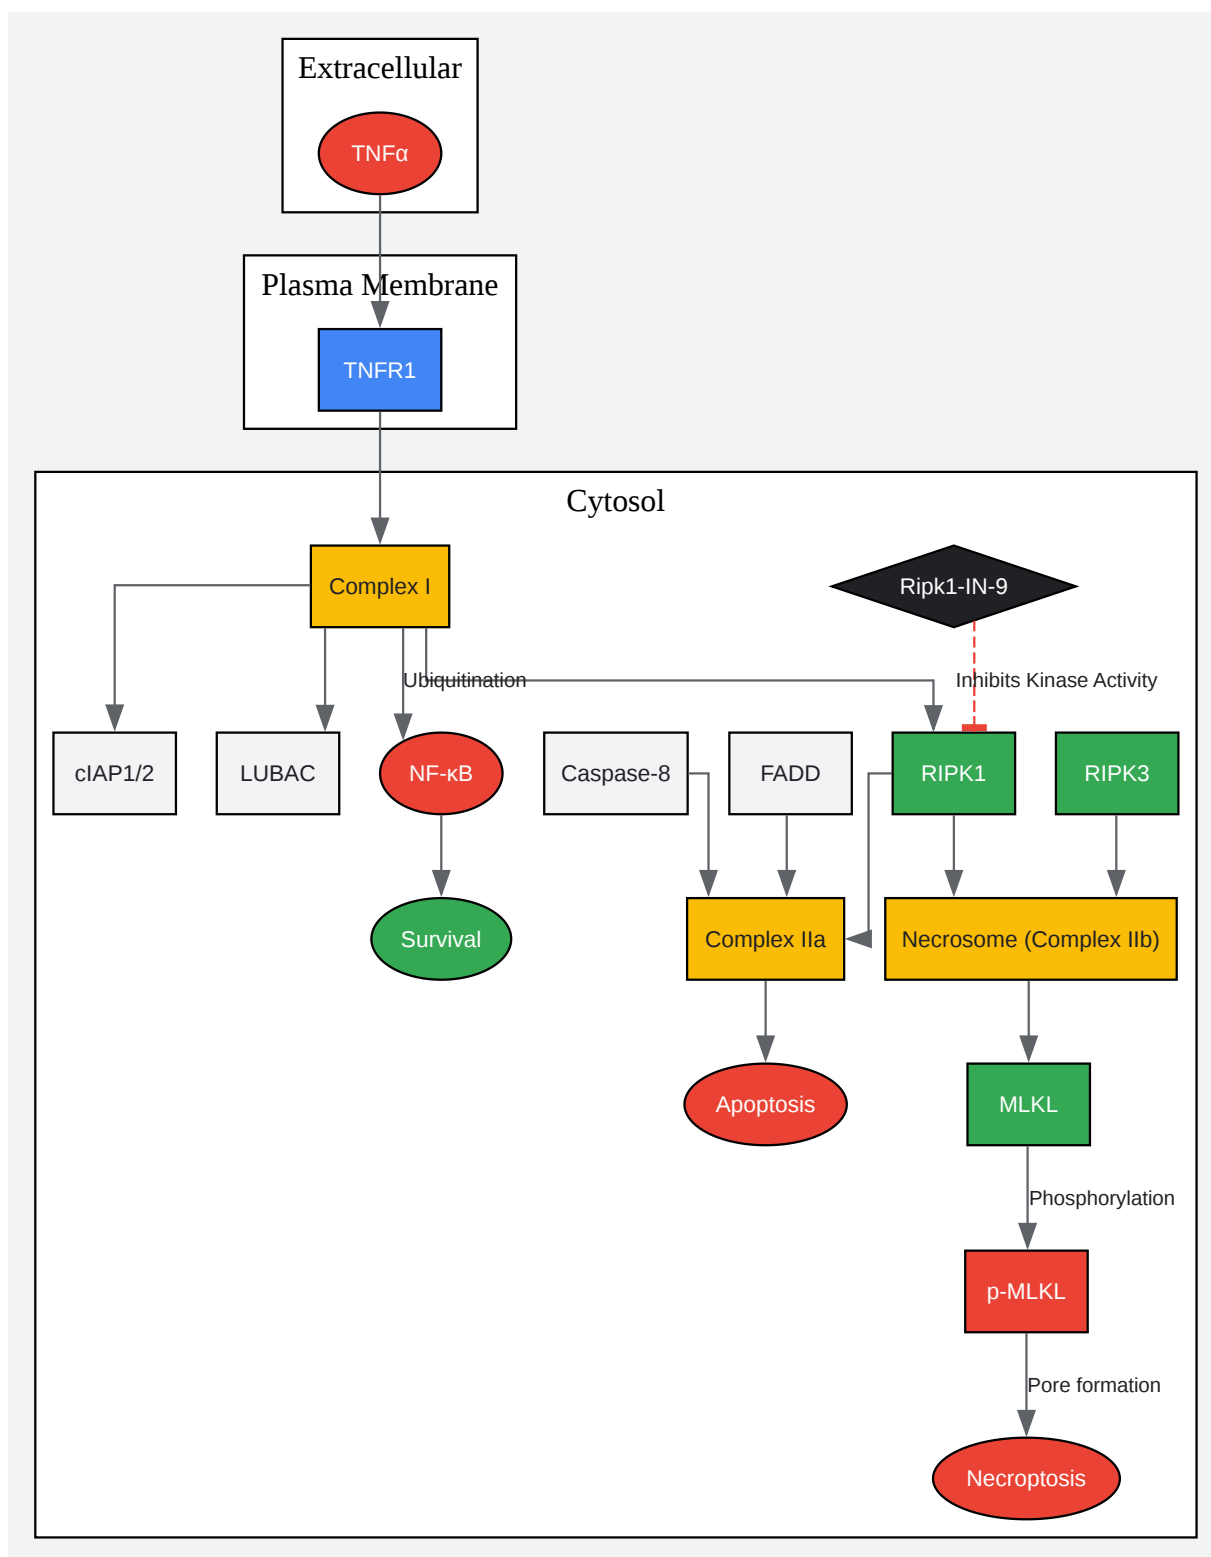 Extracellular
TNFα
Plasma Membrane
TNFR1
Cytosol
Complex I
Ripk1-IN-9
Ubiquitination
Inhibits Kinase Activity
cIAP1/2
LUBAC
NF-κB
Caspase-8
FADD
RIPK1
RIPK3
Survival
Complex IIa
Necrosome (Complex IIb)
Apoptosis
MLKL
Phosphorylation
p-MLKL
Pore formation
Necroptosis